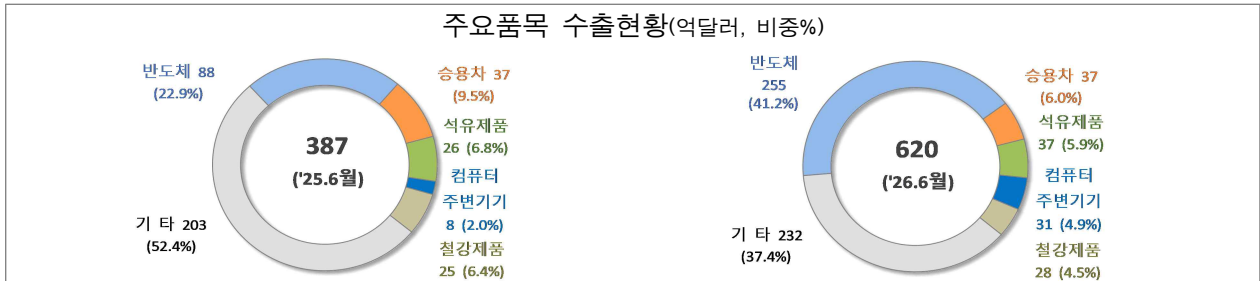 주요품목 수출현황(억달러, 비중%)
반도체 88
(22.9%)
승용차 37
(9.5%)
석유제품
26 (6.8%)
컴퓨터
주변기기
8 (2.0%)
철강제품
25 (6.4%)
기 타 203
(52.4%)
387
('25.6월)
반도체
255
(41.2%)
승용차 37
(6.0%)
석유제품
37 (5.9%)
컴퓨터
주변기기
31 (4.9%)
철강제품
28 (4.5%)
기 타 232
(37.4%)
620
('26.6월)